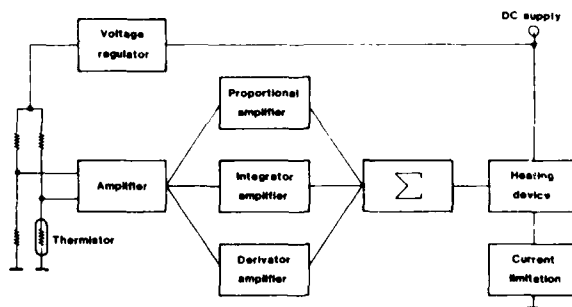 DC supply
Voltage
regulator
Proportional
amplifier
Amplifier
Integrator
amplifier
Σ
Heating
device
Thermistor
Derivator
amplifier
Current
limitation